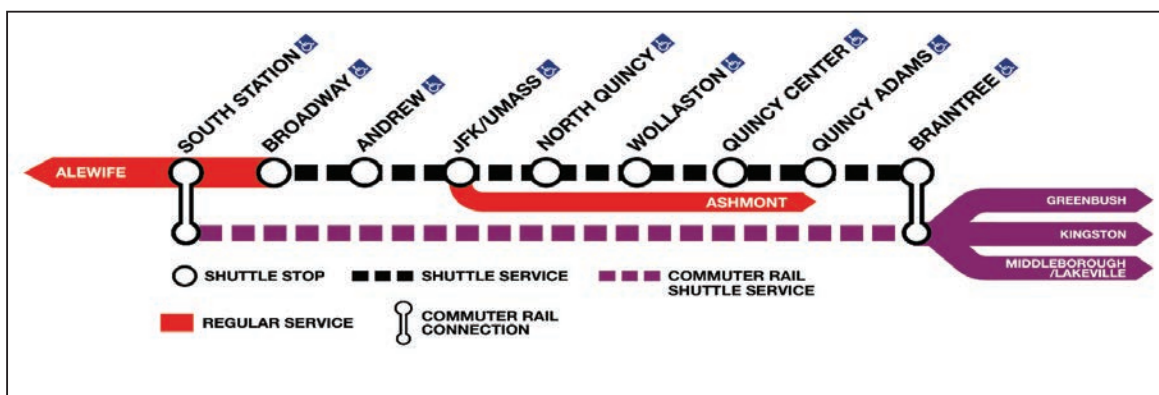 SOUTH STATION
BROADWAY
ANDREW
JFK/UMASS
NORTH QUINCY
WOLLASTON
QUINCY CENTER
QUINCY ADAMS
BRAINTREE
ALEWIFE
ASHMONT
GREENBUSH
KINGSTON
MIDDLEBOROUGH
/LAKEVILLE
SHUTTLE STOP
SHUTTLE SERVICE
COMMUTER RAIL
SHUTTLE SERVICE
REGULAR SERVICE
COMMUTER RAIL
CONNECTION